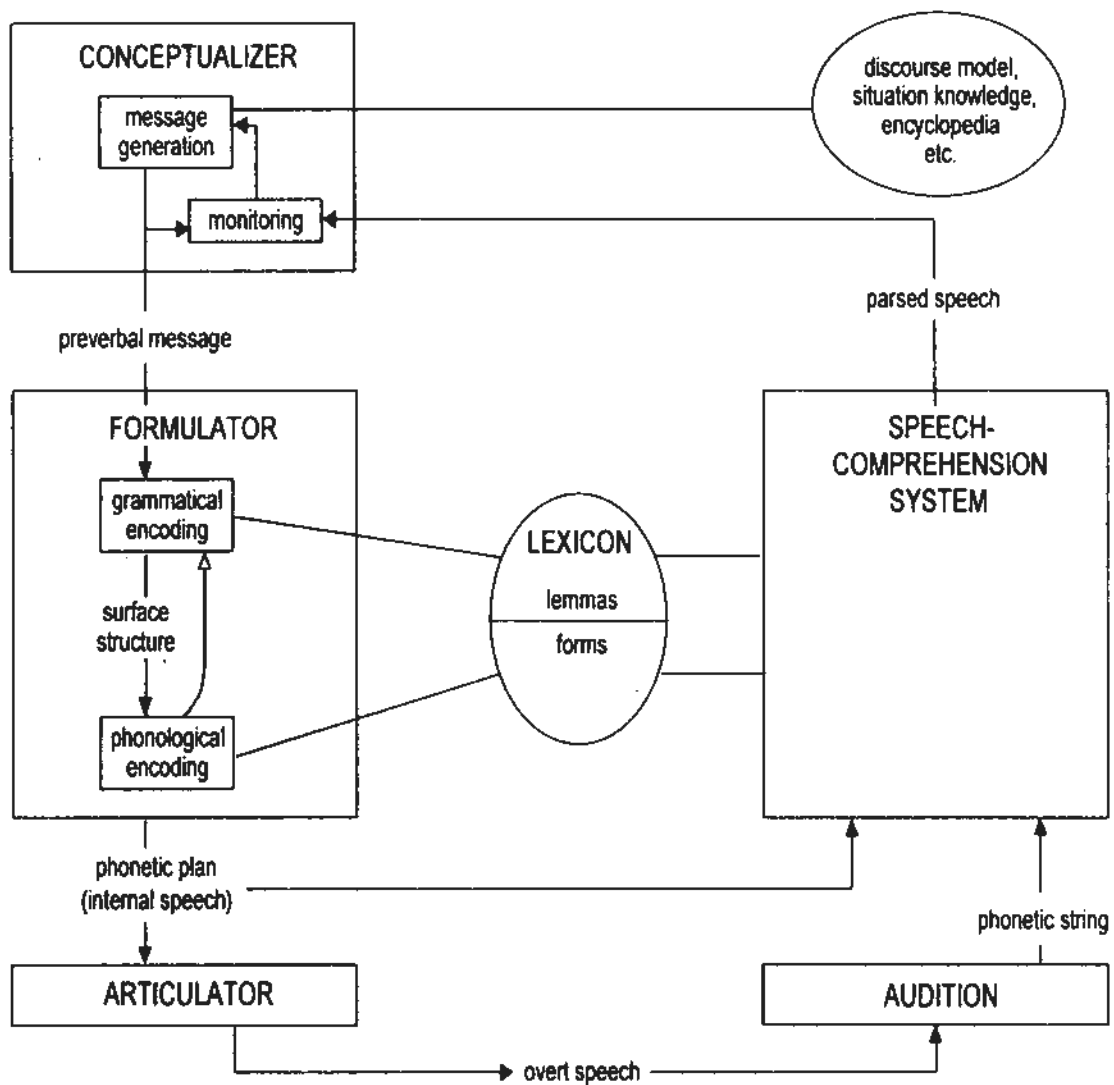 CONCEPTUALIZER
message
generation
monitoring
discourse model,
situation knowledge,
encyclopedia
etc.
preverbal message
parsed speech
FORMULATOR
grammatical
encoding
surface
structure
phonological
encoding
LEXICON
lemmas
forms
SPEECH-
COMPREHENSION
SYSTEM
phonetic plan
(internal speech)
phonetic string
ARTICULATOR
AUDITION
overt speech